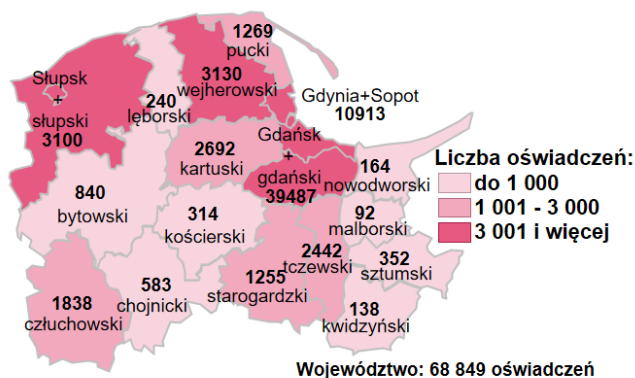 1269
pucki
3130
wejherowski
Słupsk
+
słupski
3100
240
lęborski
Gdynia+Sopot
10913
Gdańsk
+
gdański
39487
2692
kartuski
164
nowodworski
840
bytowski
314
kościerski
92
malborski
2442
tczewski
352
sztumski
583
chojnicki
1255
starogardzki
1838
człuchowski
138
kwidzyński
Liczba oświadczeń:
do 1 000
1 001 - 3 000
3 001 i więcej
Województwo: 68 849 oświadczeń